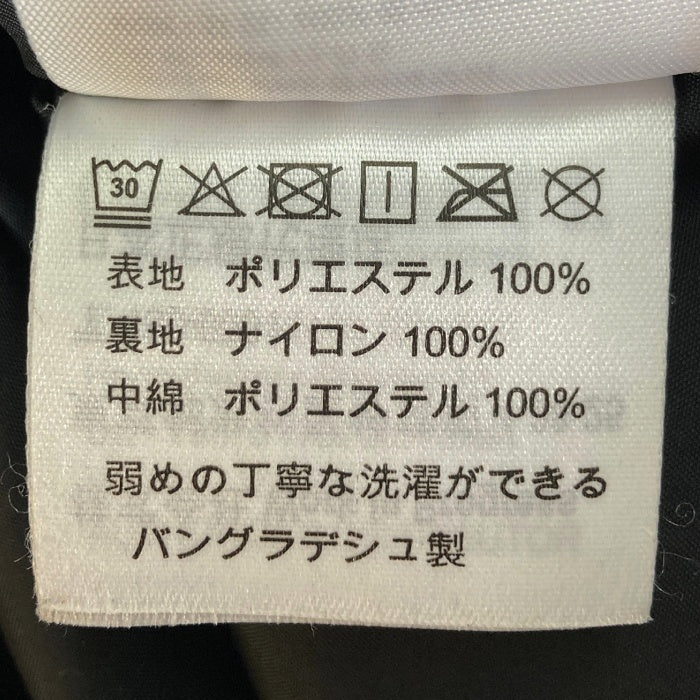 30
表地 ポリエステル 100%
裏地 ナイロン 100%
中綿 ポリエステル 100%
弱めの丁寧な洗濯ができる
バングラデシュ製